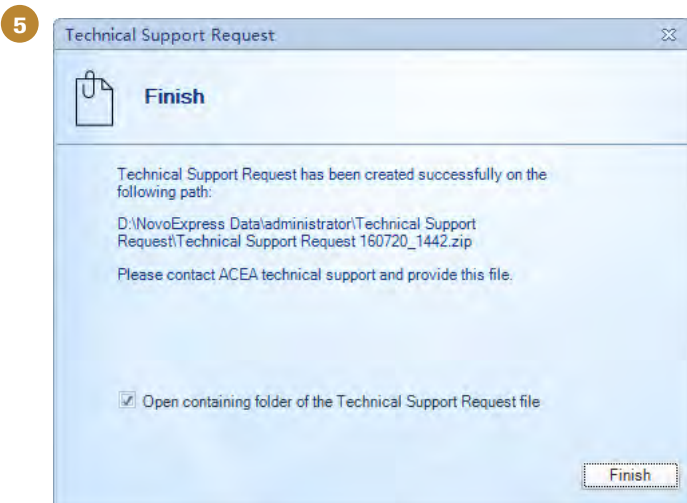 5
Technical Support Request
Finish
Technical Support Request has been created successfully on the
following path:
D:\NovoExpress Data\administrator\Technical Support
Request\Technical Support Request 160720_1442.zip
Please contact ACEA technical support and provide this file.
Open containing folder of the Technical Support Request file
Finish